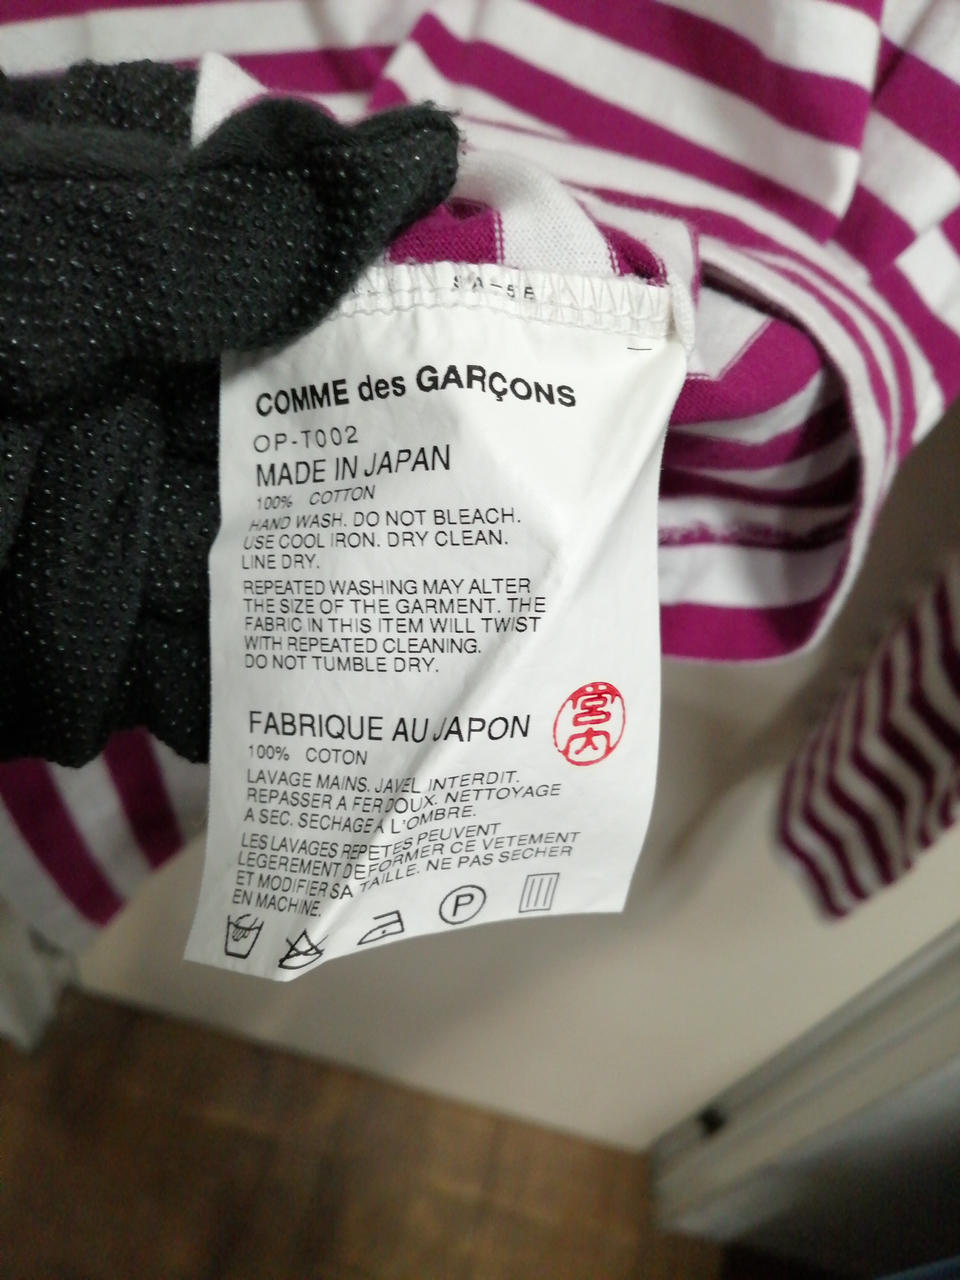 COMME des GARÇONS
OP-T002
MADE IN JAPAN
100% COTTON
HAND WASH. DO NOT BLEACH.
USE COOL IRON. DRY CLEAN.
LINE DRY.
REPEATED WASHING MAY ALTER
THE SIZE OF THE GARMENT. THE
FABRIC IN THIS ITEM WILL TWIST
WITH REPEATED CLEANING.
DO NOT TUMBLE DRY.
FABRIQUE AU JAPON
宮内
100% COTON
LAVAGE MAINS. JAVEL INTERDIT.
REPASSER A FER DOUX. NETTOYAGE
A SEC. SECHAGE A L'OMBRE.
LES LAVAGES REPETES PEUVENT
LEGEREMENT DEFORMER CE VETEMENT
ET MODIFIER SA TAILLE. NE PAS SECHER
EN MACHINE.
P